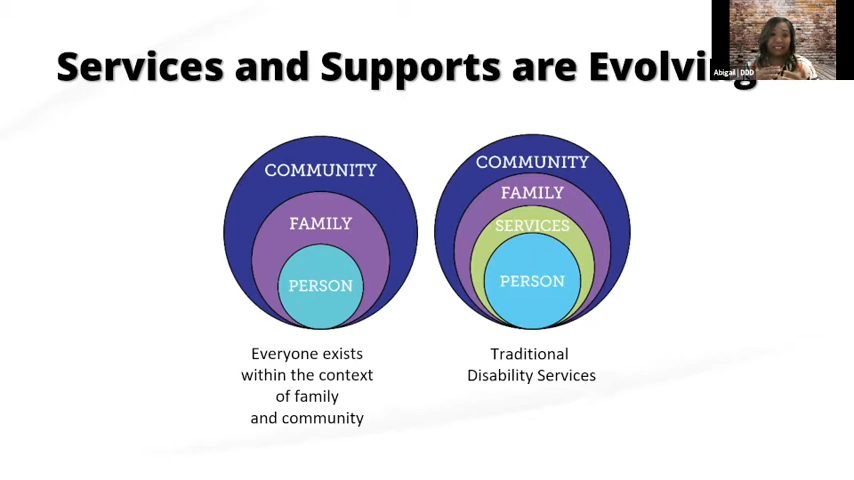 Services and Supports are Evolving
Abigail | DDD
COMMUNITY
FAMILY
PERSON
COMMUNITY
FAMILY
SERVICES
PERSON
Everyone exists
within the context
of family
and community
Traditional
Disability Services